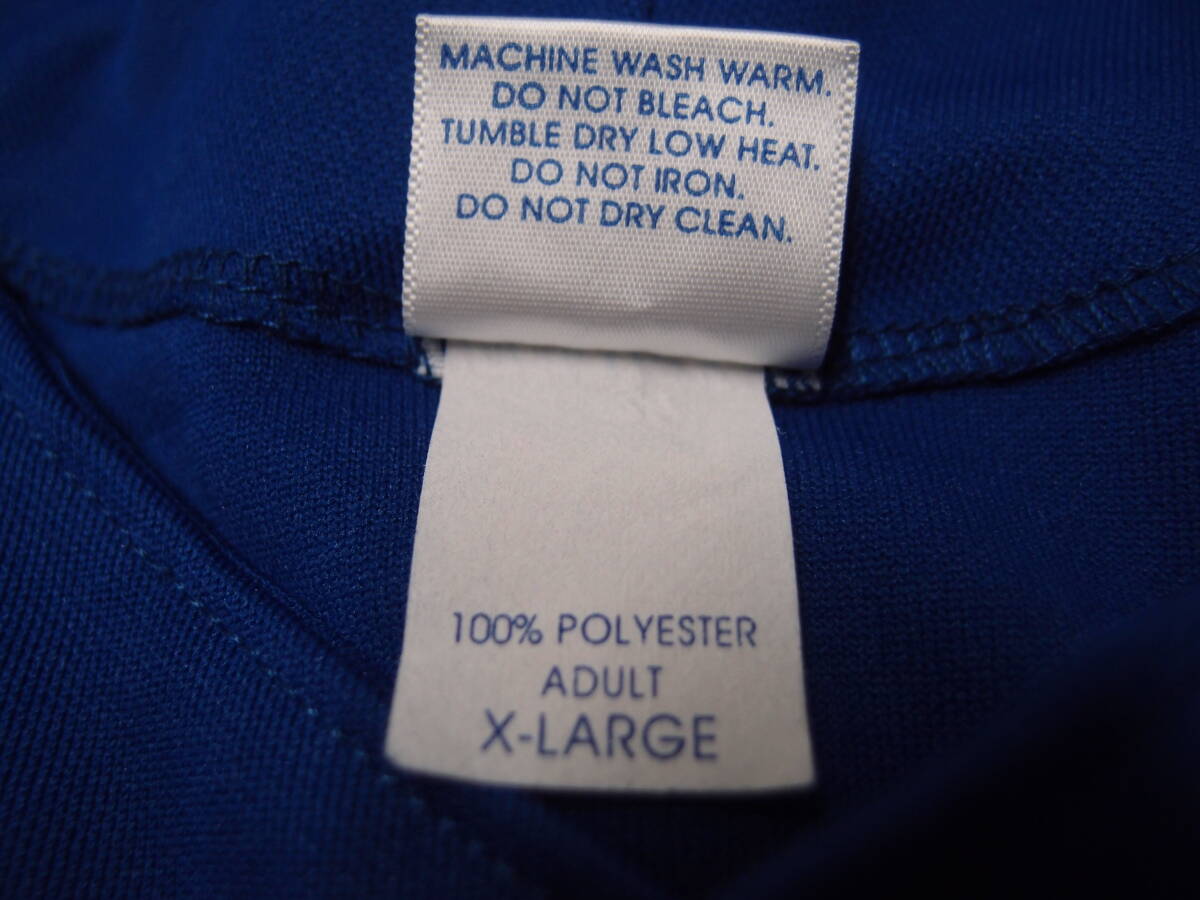 MACHINE WASH WARM.
DO NOT BLEACH.
TUMBLE DRY LOW HEAT.
DO NOT IRON.
DO NOT DRY CLEAN.
100% POLYESTER
ADULT
X-LARGE